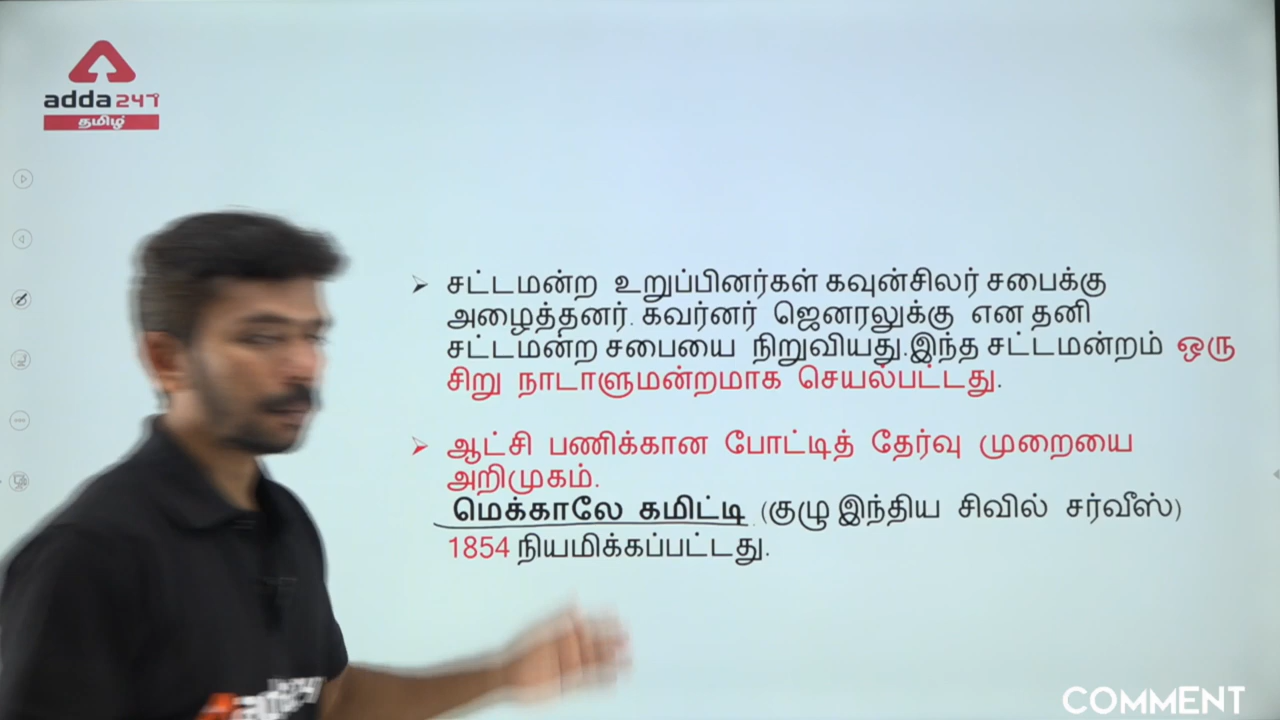 adda247
தமிழ்
சட்டமன்ற உறுப்பினர்கள் கவுன்சிலர் சபைக்கு
அழைத்தனர். கவர்னர் ஜெனரலுக்கு என தனி
சட்டமன்ற சபையை நிறுவியது.இந்த சட்டமன்றம் ஒரு
சிறு நாடாளுமன்றமாக செயல்பட்டது.
ஆட்சி பணிக்கான போட்டித் தேர்வு முறையை
அறிமுகம்.
மெக்காலே கமிட்டி (குழு இந்திய சிவில் சர்வீஸ்)
1854 நியமிக்கப்பட்டது.
COMMENT